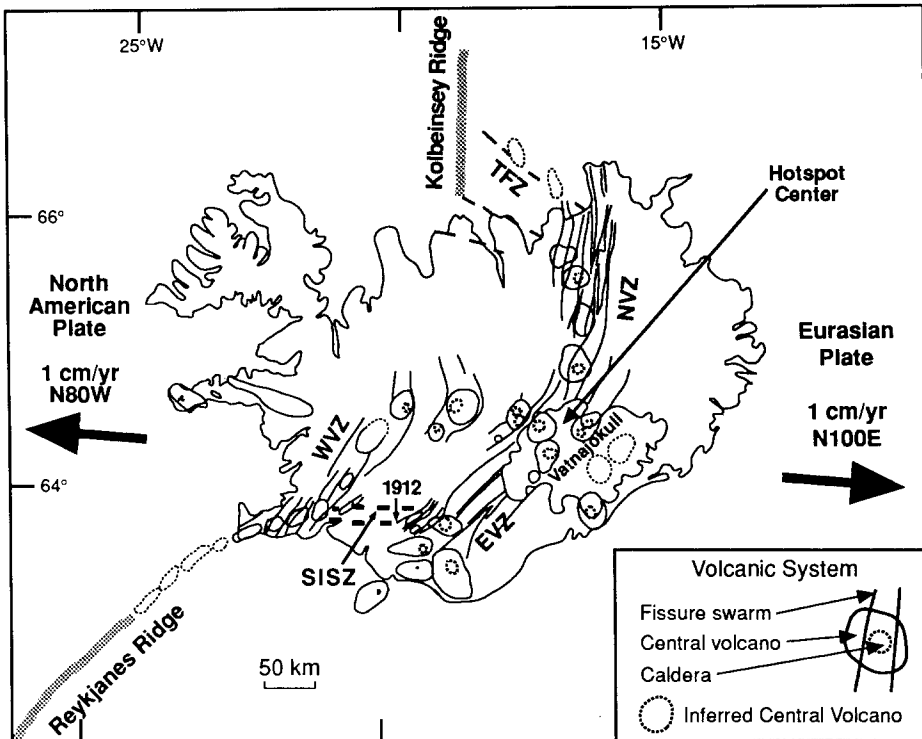 25°W
15°W
Kolbeinsey Ridge
TFZ
Hotspot
Center
66°
North
American
Plate
NVZ
Eurasian
Plate
1 cm/yr
N80W
1 cm/yr
N100E
WVZ
Vatnajokull
64°
1912
EVZ
SISZ
Reykjanes Ridge
50 km
Volcanic System
Fissure swarm
Central volcano
Caldera
Inferred Central Volcano